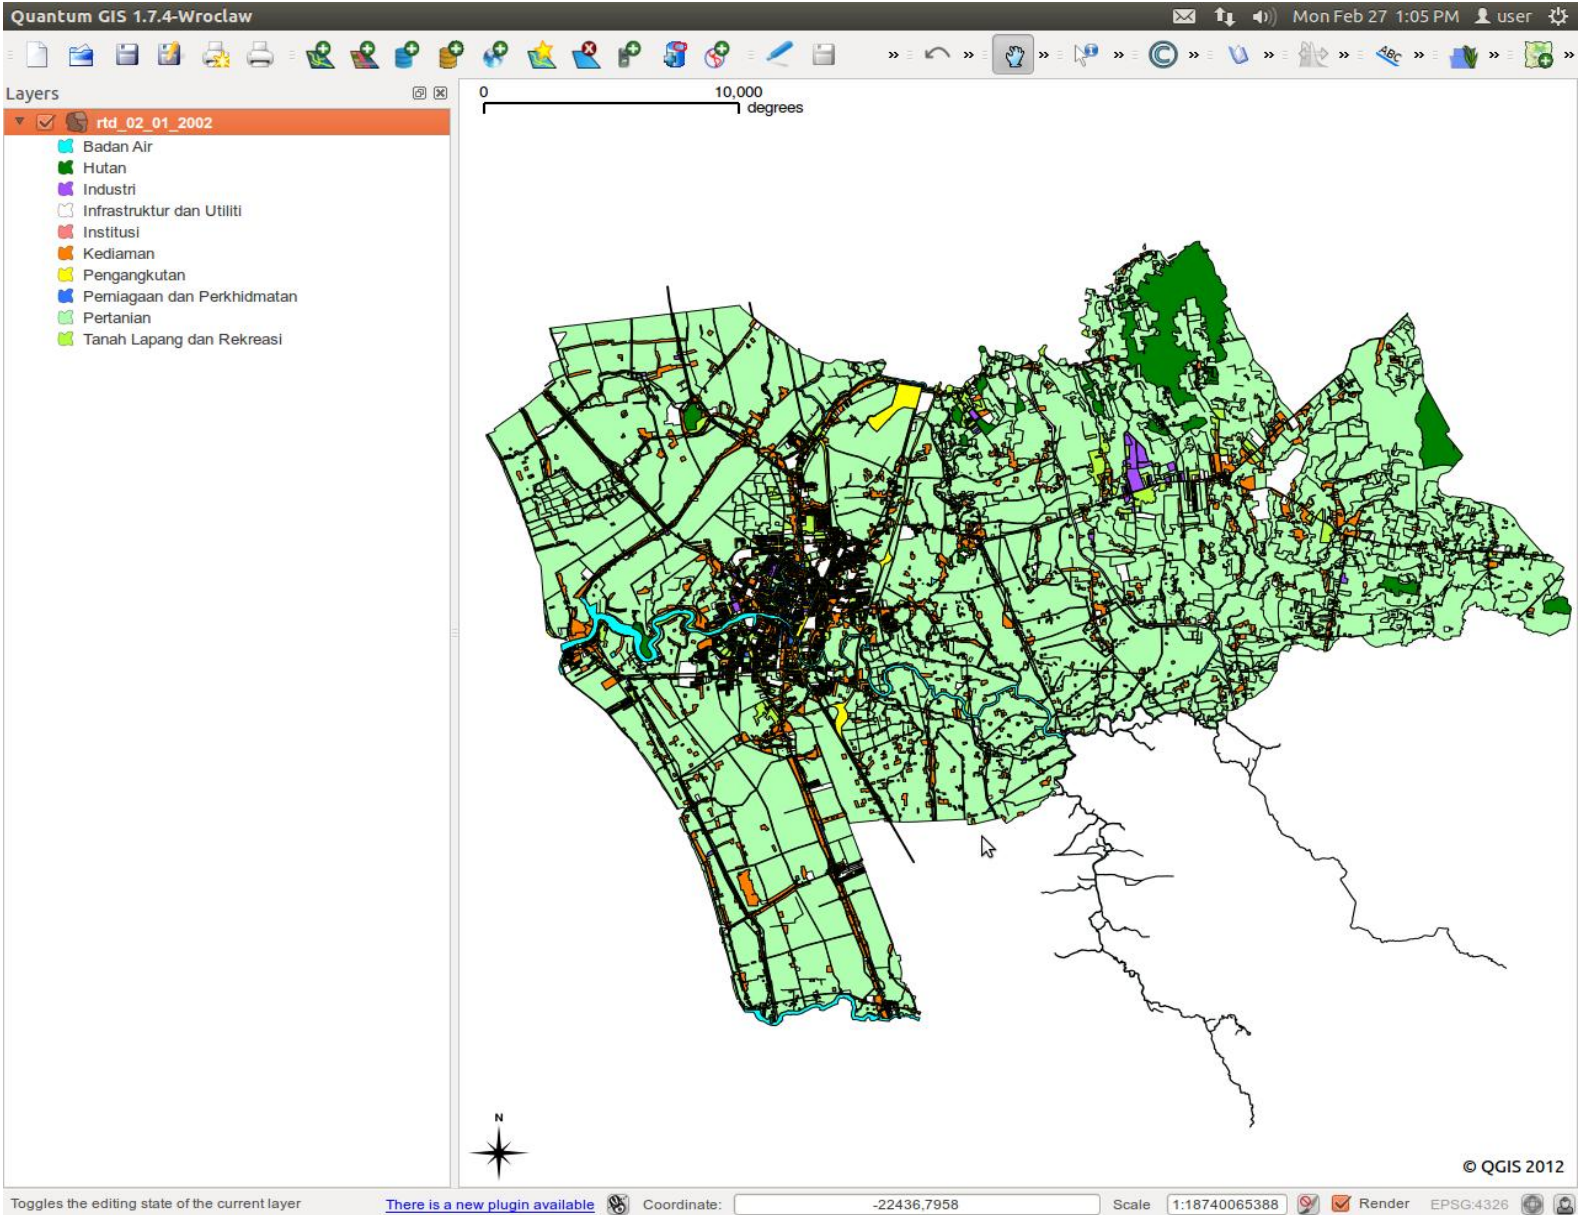 Quantum GIS 1.7.4-Wroclaw
Mon Feb 27 1:05 PM user
ABC
Layers
0 10,000
degrees
rtd_02_01_2002
Badan Air
Hutan
Industri
Infrastruktur dan Utiliti
Institusi
Kediaman
Pengangkutan
Perniagaan dan Perkhidmatan
Pertanian
Tanah Lapang dan Rekreasi
N
© QGIS 2012
Toggles the editing state of the current layer There is a new plugin available Coordinate: -22436,7958 Scale 1:18740065388 Render EPSG:4326